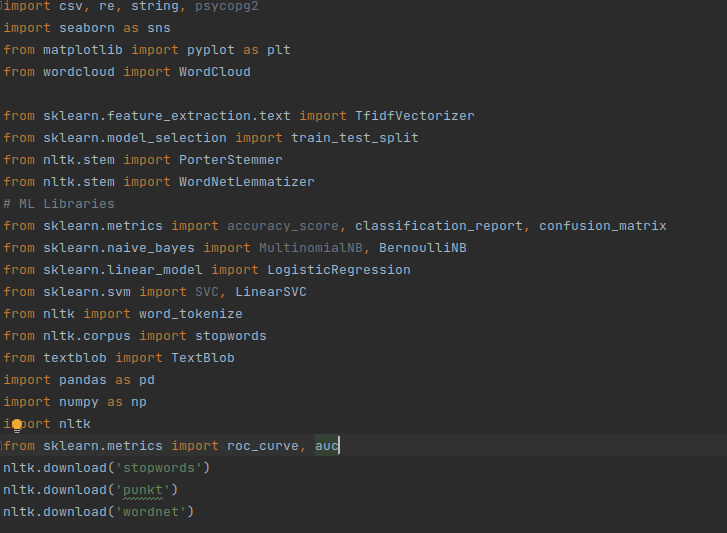 import csv, re, string, psycopg2
import seaborn as sns
from matplotlib import pyplot as plt
from wordcloud import WordCloud
from sklearn.feature_extraction.text import TfidfVectorizer
from sklearn.model_selection import train_test_split
from nltk.stem import PorterStemmer
from nltk.stem import WordNetLemmatizer
# ML Libraries
from sklearn.metrics import accuracy_score, classification_report, confusion_matrix
from sklearn.naive_bayes import MultinomialNB, BernoulliNB
from sklearn.linear_model import LogisticRegression
from sklearn.svm import SVC, LinearSVC
from nltk import word_tokenize
from nltk.corpus import stopwords
from textblob import TextBlob
import pandas as pd
import numpy as np
import nltk
from sklearn.metrics import roc_curve, auc
nltk.download('stopwords')
nltk.download('punkt')
nltk.download('wordnet')